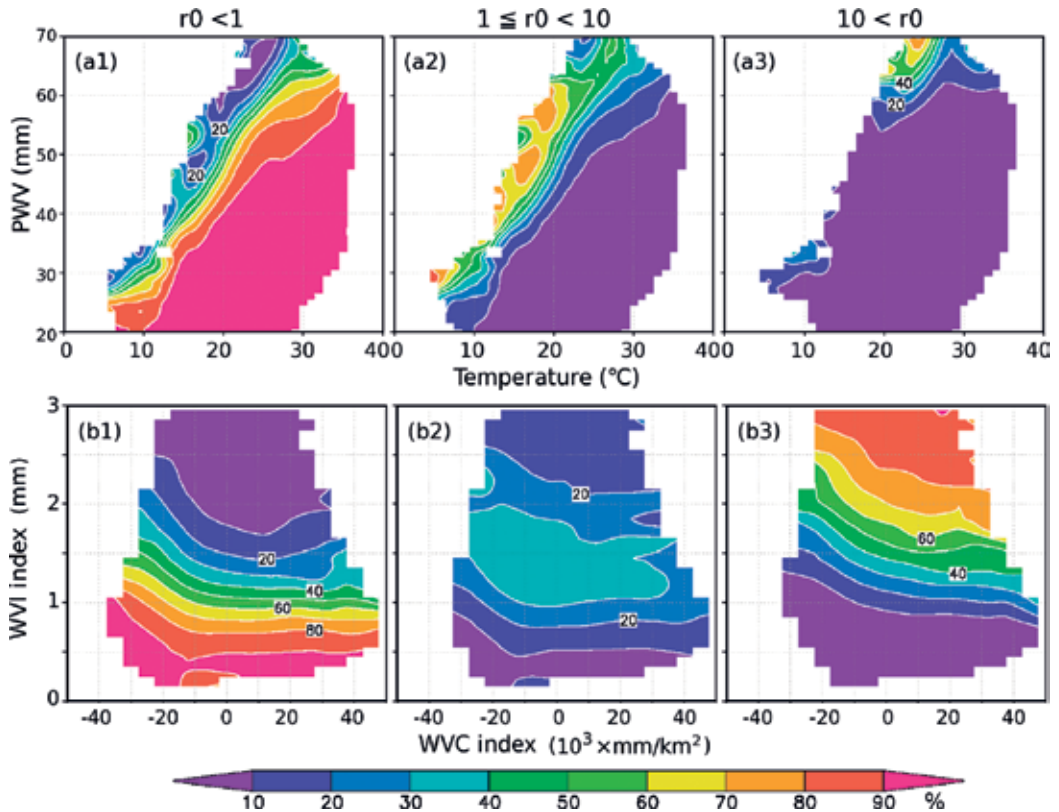 r0 <1 1 ≦ r0 < 10 10 < r0
(a1) (a2) (a3)
PWV (mm)
70
60
50
40
30
20
20
20
40
20
0 10 20 30 40 0 10 20 30 40 0 10 20 30 40
Temperature (°C)
(b1) (b2) (b3)
WVI index (mm)
3
2
1
0
20
40
60
80
20
20
60
40
-40 -20 0 20 40 -40 -20 0 20 40 -40 -20 0 20 40
WVC index (10³ ×mm/km²)
10 20 30 40 50 60 70 80 90 %